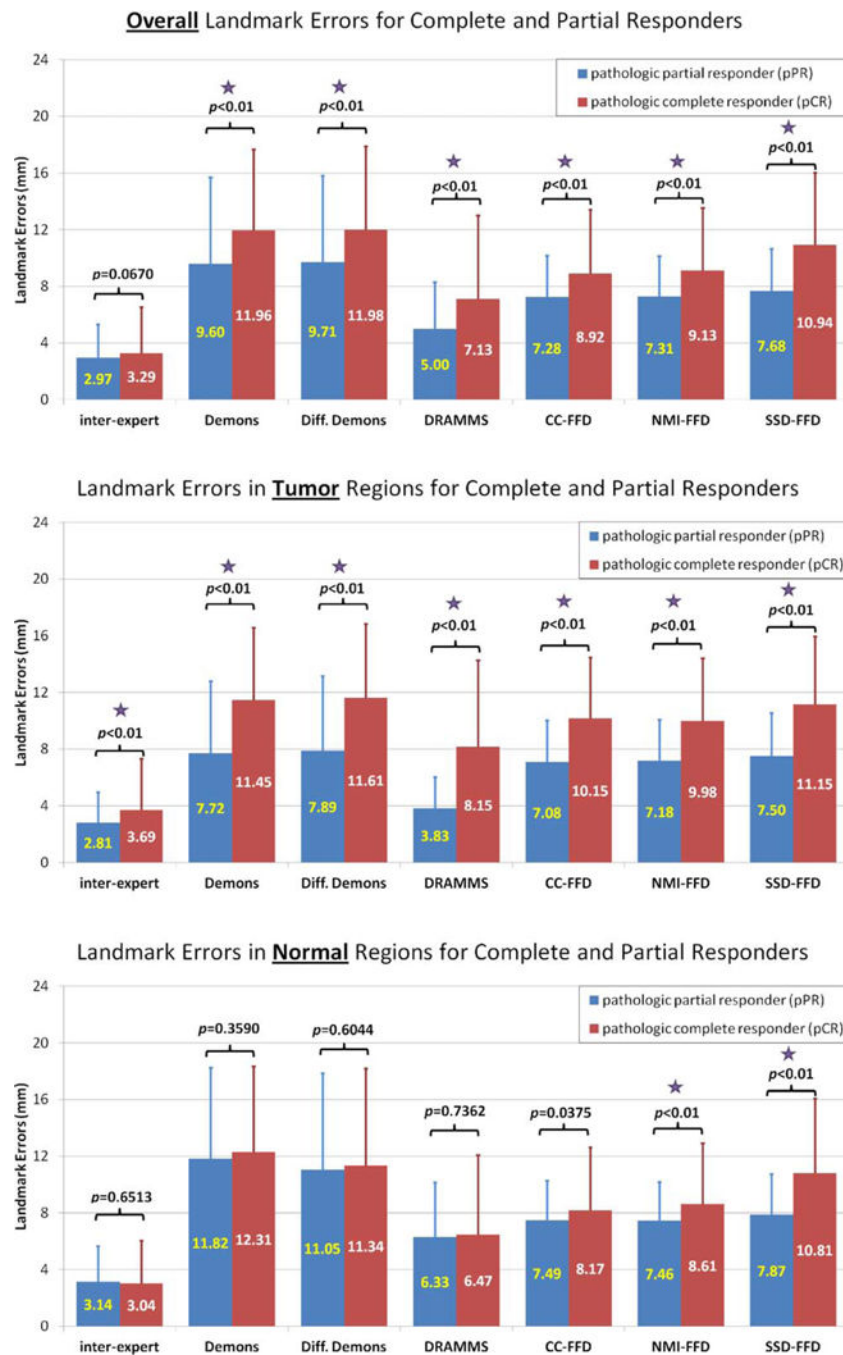 Overall Landmark Errors for Complete and Partial Responders
24
20
16
12
8
4
0
Landmark Errors (mm)
pathologic partial responder (pPR)
pathologic complete responder (pCR)
p=0.0670
p<0.01
p<0.01
p<0.01
p<0.01
p<0.01
p<0.01
2.97 3.29 9.60 11.96 9.71 11.98 5.00 7.13 7.28 8.92 7.31 9.13 7.68 10.94
inter-expert Demons Diff. Demons DRAMMS CC-FFD NMI-FFD SSD-FFD
Landmark Errors in Tumor Regions for Complete and Partial Responders
24
20
16
12
8
4
0
Landmark Errors (mm)
pathologic partial responder (pPR)
pathologic complete responder (pCR)
p<0.01
p<0.01
p<0.01
p<0.01
p<0.01
p<0.01
p<0.01
2.81 3.69 7.72 11.45 7.89 11.61 3.83 8.15 7.08 10.15 7.18 9.98 7.50 11.15
inter-expert Demons Diff. Demons DRAMMS CC-FFD NMI-FFD SSD-FFD
Landmark Errors in Normal Regions for Complete and Partial Responders
24
20
16
12
8
4
0
Landmark Errors (mm)
pathologic partial responder (pPR)
pathologic complete responder (pCR)
p=0.6513
p=0.3590
p=0.6044
p=0.7362
p=0.0375
p<0.01
p<0.01
3.14 3.04 11.82 12.31 11.05 11.34 6.33 6.47 7.49 8.17 7.46 8.61 7.87 10.81
inter-expert Demons Diff. Demons DRAMMS CC-FFD NMI-FFD SSD-FFD